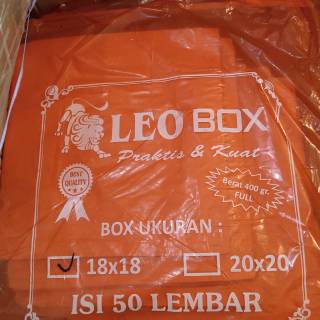 LEO BOX
Praktis & Kuat
BEST
QUALITY
Berat 400 gr.
FULL
BOX UKURAN :
18x18 20x20
ISI 50 LEMBAR